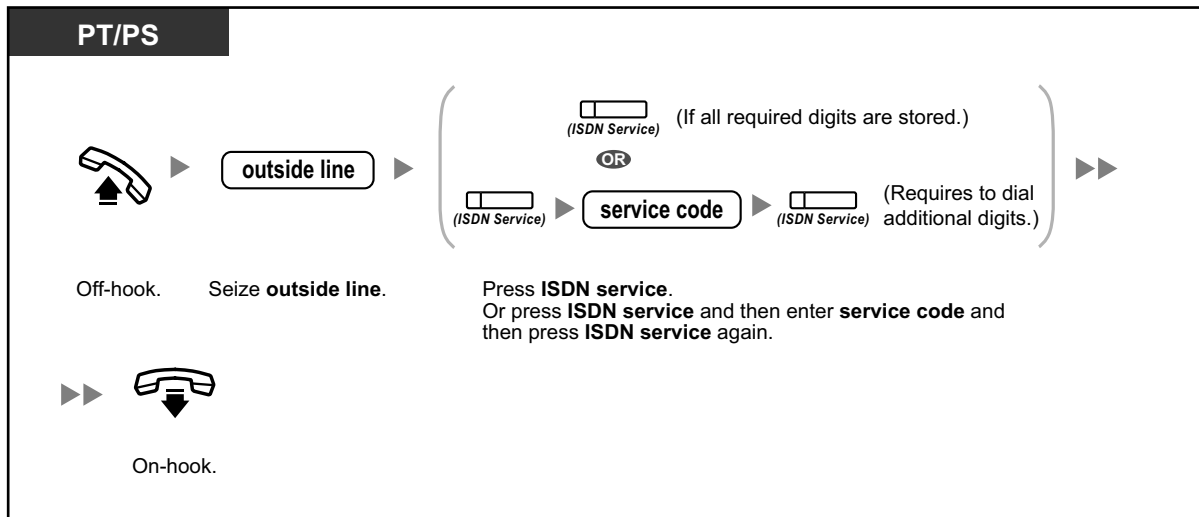 PT/PS
(ISDN Service) (If all required digits are stored.)
OR
outside line
(ISDN Service) service code (ISDN Service) (Requires to dial
additional digits.)
Off-hook.
Seize outside line.
Press ISDN service.
Or press ISDN service and then enter service code and
then press ISDN service again.
On-hook.